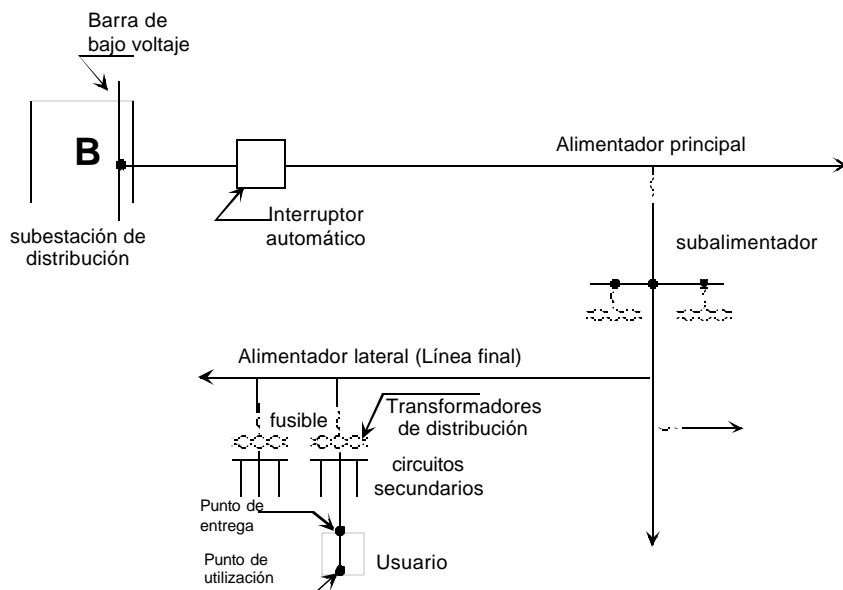 Barra de
bajo voltaje
B
Alimentador principal
Interruptor
automático
subestación de
distribución
subalimentador
Alimentador lateral (Línea final)
fusible
Transformadores
de distribución
circuitos
secundarios
Punto de
entrega
Punto de
utilización
Usuario